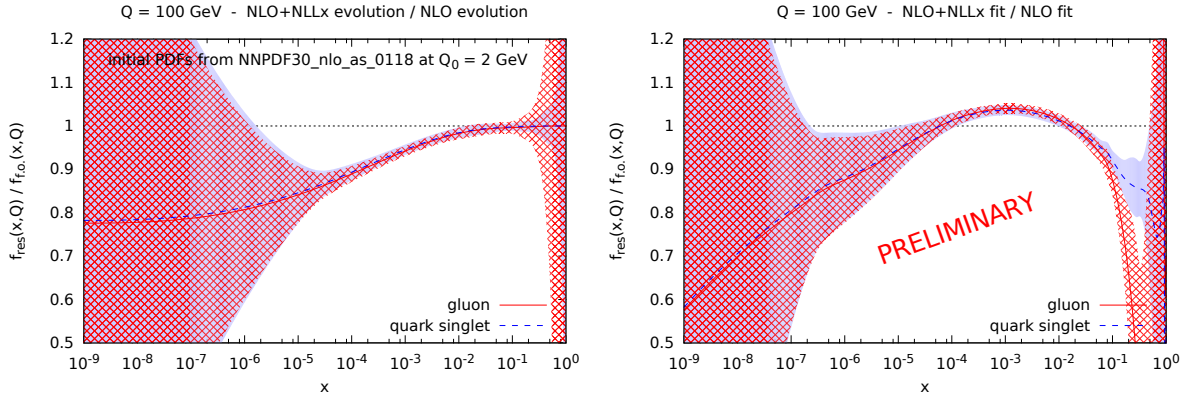 Q = 100 GeV - NLO+NLLx evolution / NLO evolution
initial PDFs from NNPDF30_nlo_as_0118 at Q₀ = 2 GeV
f_res(x,Q) / f_f.o.(x,Q)
1.2
1.1
1
0.9
0.8
0.7
0.6
0.5
gluon
quark singlet
10⁻⁹ 10⁻⁸ 10⁻⁷ 10⁻⁶ 10⁻⁵ 10⁻⁴ 10⁻³ 10⁻² 10⁻¹ 10⁰
x
Q = 100 GeV - NLO+NLLx fit / NLO fit
f_res(x,Q) / f_f.o.(x,Q)
1.2
1.1
1
0.9
0.8
0.7
0.6
0.5
PRELIMINARY
gluon
quark singlet
10⁻⁹ 10⁻⁸ 10⁻⁷ 10⁻⁶ 10⁻⁵ 10⁻⁴ 10⁻³ 10⁻² 10⁻¹ 10⁰
x